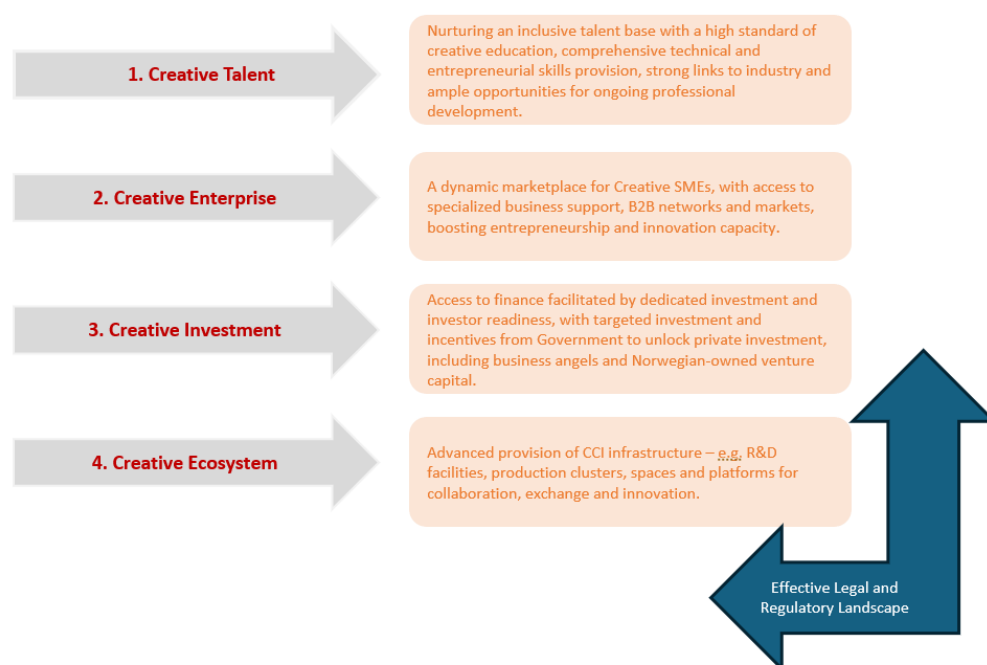 1. Creative Talent
Nurturing an inclusive talent base with a high standard of
creative education, comprehensive technical and
entrepreneurial skills provision, strong links to industry and
ample opportunities for ongoing professional
development.
2. Creative Enterprise
A dynamic marketplace for Creative SMEs, with access to
specialized business support, B2B networks and markets,
boosting entrepreneurship and innovation capacity.
3. Creative Investment
Access to finance facilitated by dedicated investment and
investor readiness, with targeted investment and
incentives from Government to unlock private investment,
including business angels and Norwegian-owned venture
capital.
4. Creative Ecosystem
Advanced provision of CCI infrastructure – e.g. R&D
facilities, production clusters, spaces and platforms for
collaboration, exchange and innovation.
Effective Legal and
Regulatory Landscape